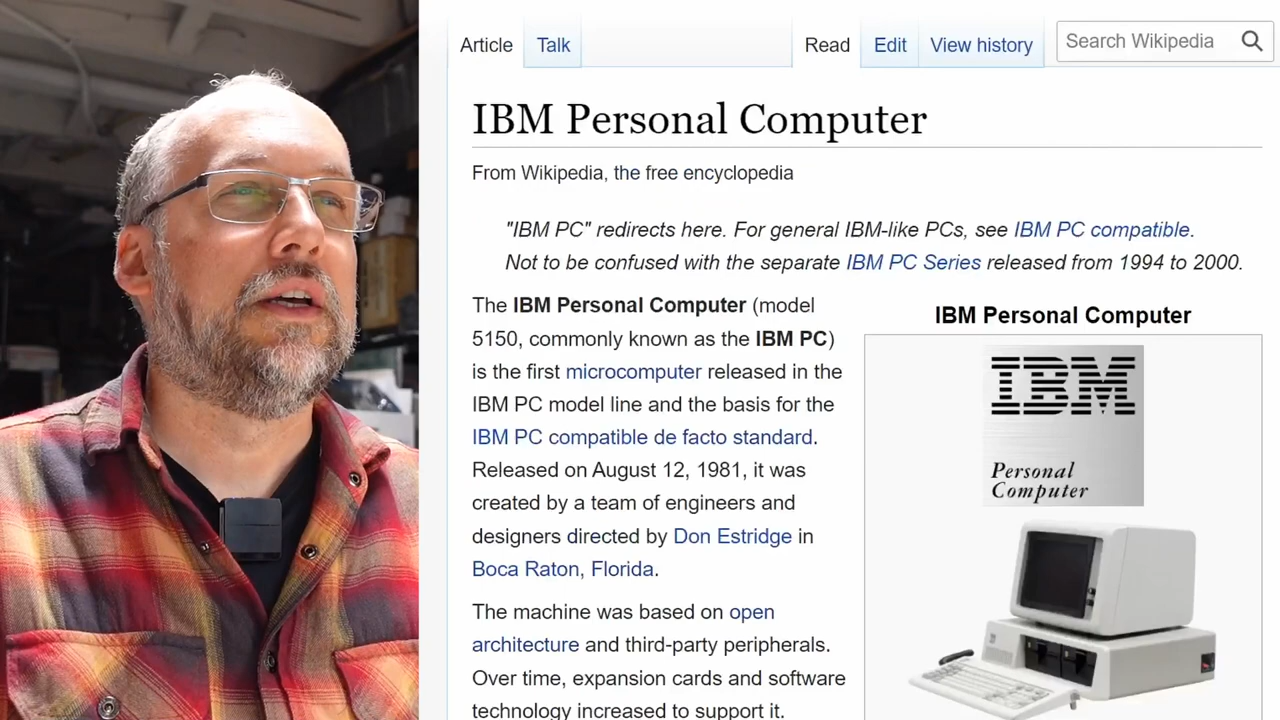 Article Talk Read Edit View history Search Wikipedia
IBM Personal Computer
From Wikipedia, the free encyclopedia
"IBM PC" redirects here. For general IBM-like PCs, see IBM PC compatible.
Not to be confused with the separate IBM PC Series released from 1994 to 2000.
The IBM Personal Computer (model
5150, commonly known as the IBM PC)
is the first microcomputer released in the
IBM PC model line and the basis for the
IBM PC compatible de facto standard.
Released on August 12, 1981, it was
created by a team of engineers and
designers directed by Don Estridge in
Boca Raton, Florida.
The machine was based on open
architecture and third-party peripherals.
Over time, expansion cards and software
technology increased to support it.
IBM Personal Computer
IBM
Personal
Computer